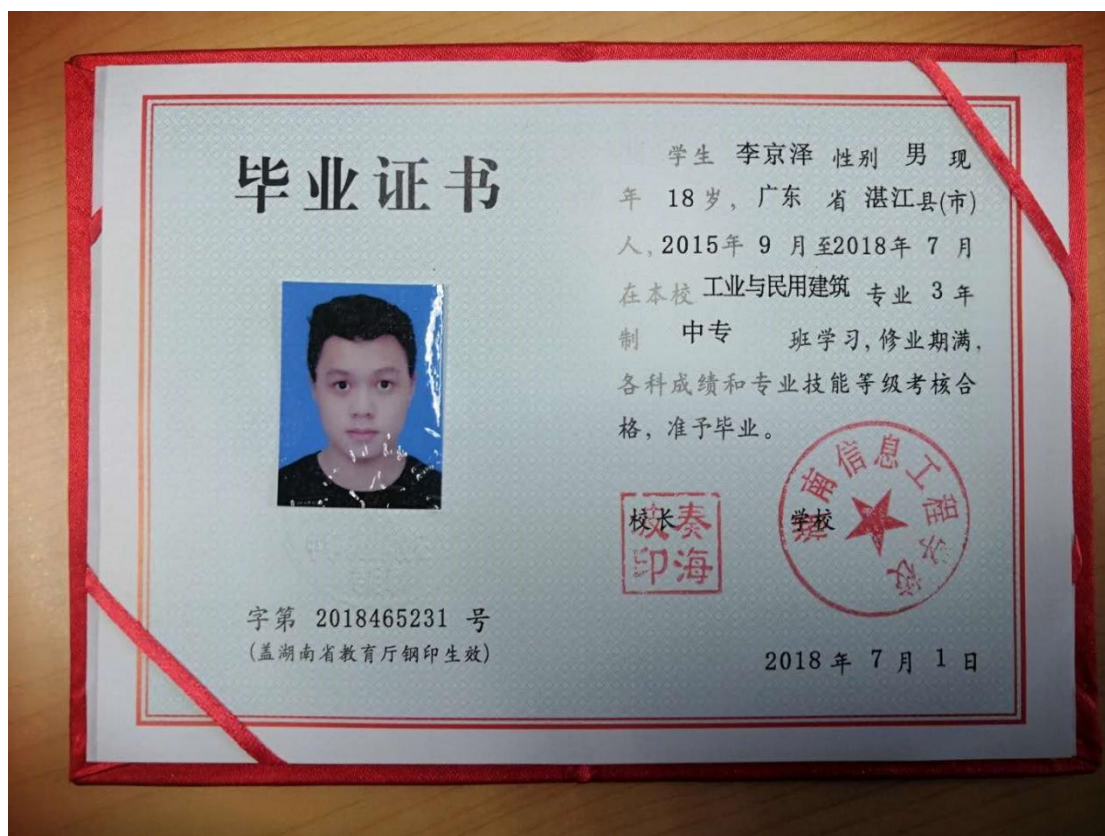 毕业证书
字第 2018465231 号
(盖湖南省教育厅钢印生效)
学生 李京泽 性别 男 现
年 18 岁，广东 省 湛江县(市)
人，2015年 9 月至2018年 7 月
在本校 工业与民用建筑 专业 3 年
制 中专 班学习，修业期满，
各科成绩和专业技能等级考核合
格，准予毕业。
校长
学校
湖南信息工程学校
2018 年 7 月 1 日